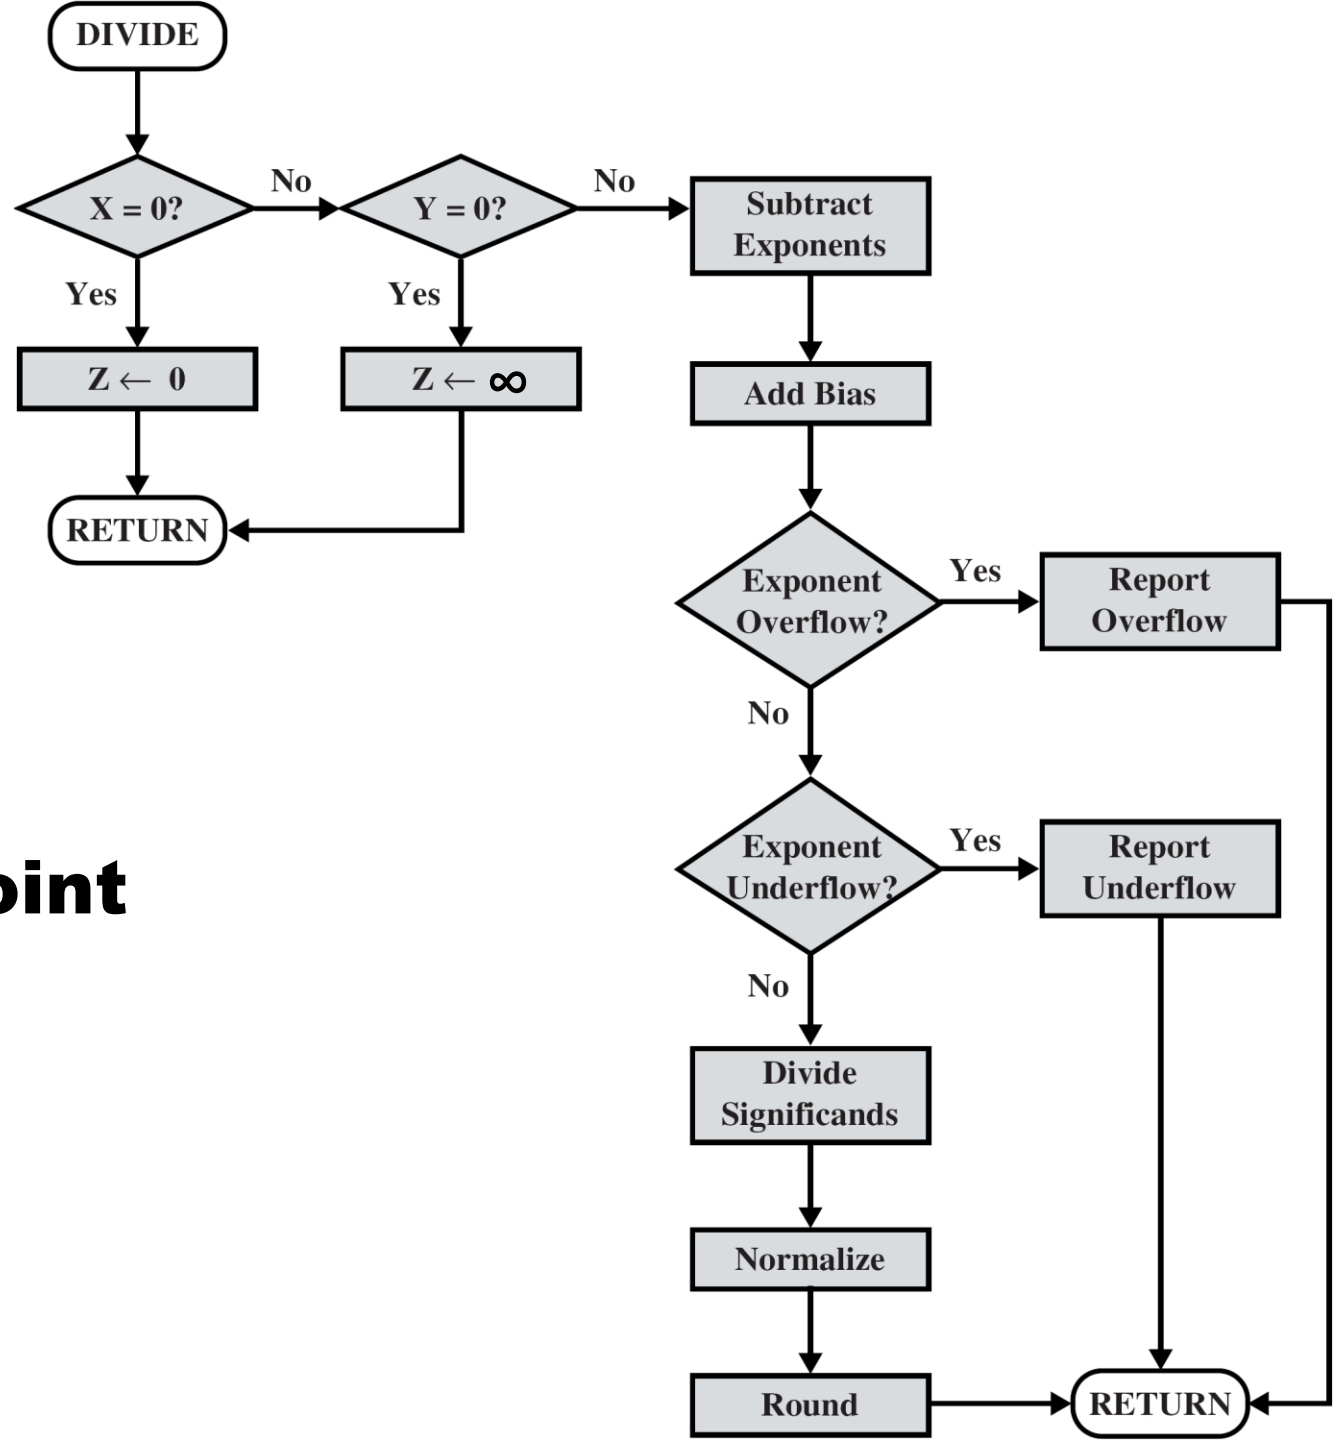 DIVIDE
X = 0?
No
Y = 0?
No
Subtract
Exponents
Yes
Yes
Z ← 0
Z ← ∞
Add Bias
RETURN
Exponent
Overflow?
Yes
Report
Overflow
No
Exponent
Underflow?
Yes
Report
Underflow
oint
No
Divide
Significands
Normalize
Round
RETURN